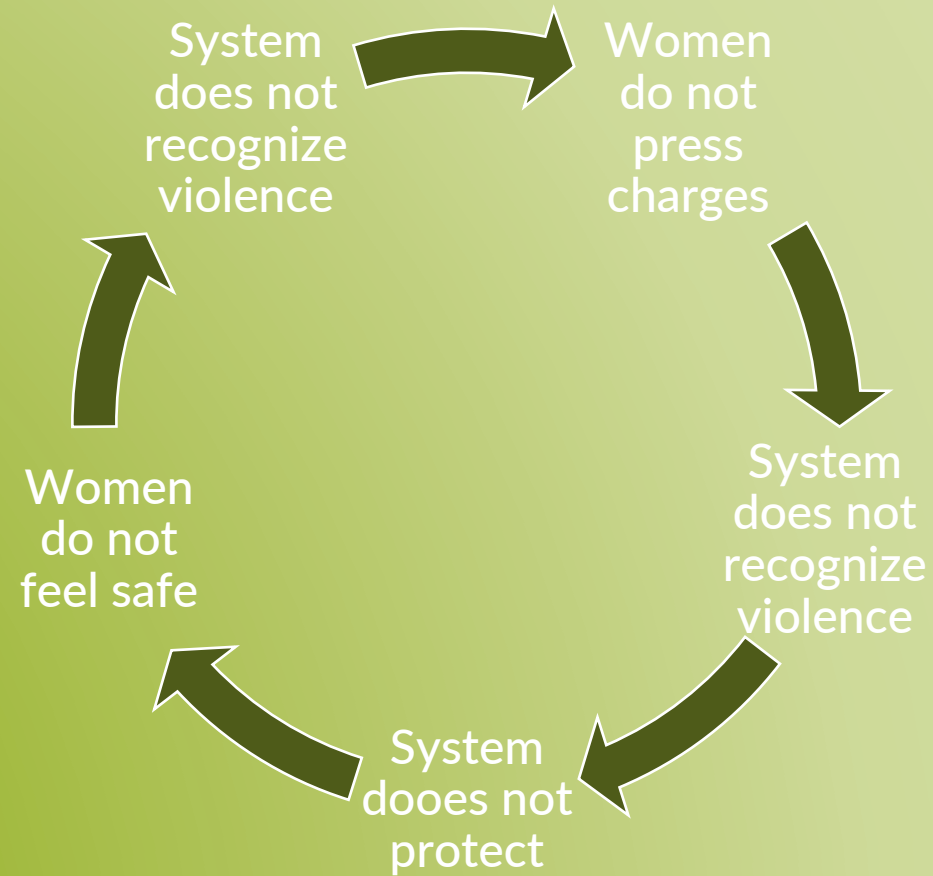 System
does not
recognize
violence
Women
do not
press
charges
System
does not
recognize
violence
System
dooes not
protect
Women
do not
feel safe